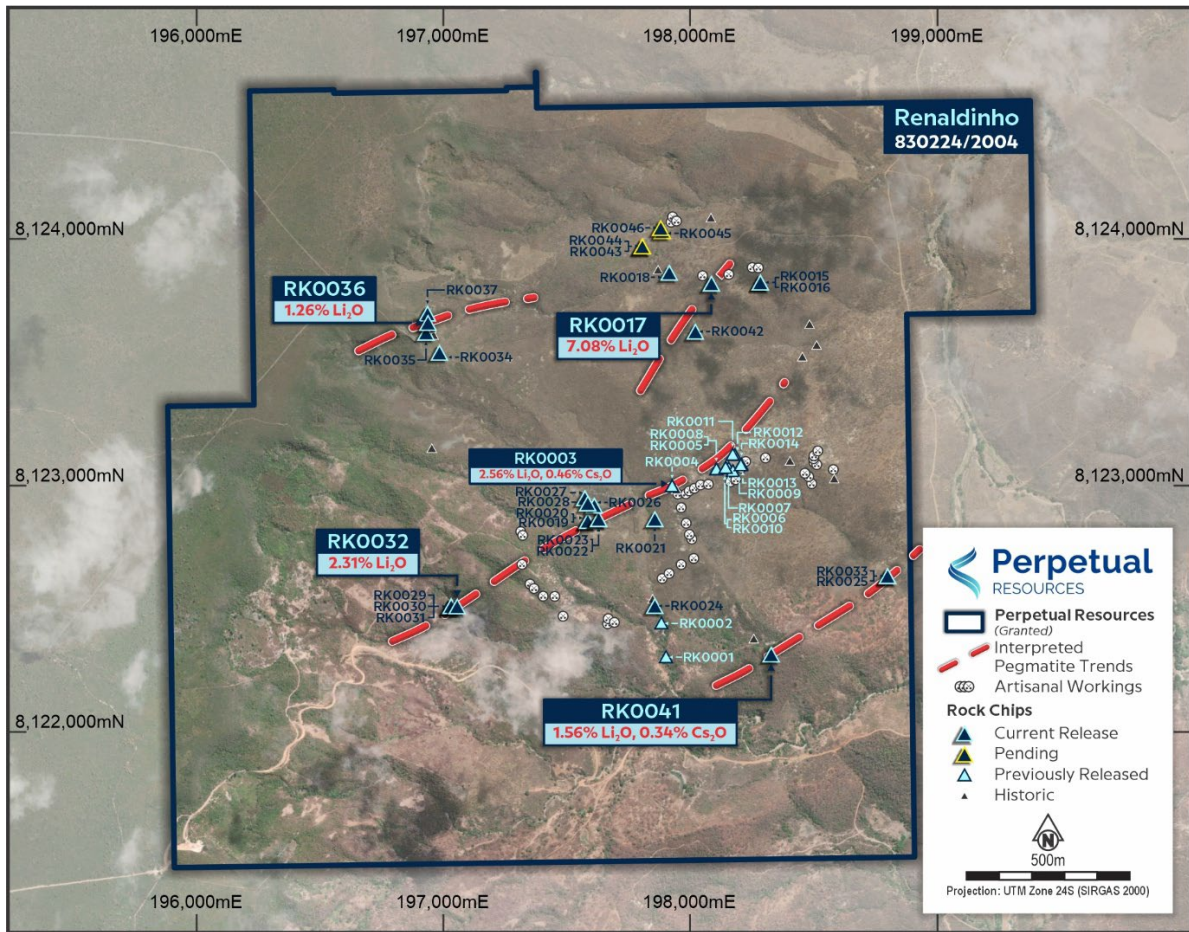 196,000mE
197,000mE
198,000mE
199,000mE
Renaldinho
830224/2004
8,124,000mN
8,124,000mN
RK0046
RK0045
RK0044
RK0043
RK0018
RK0015
RK0016
RK0036
1.26% Li₂O
RK0037
RK0035
RK0034
RK0017
7.08% Li₂O
RK0042
RK0011
RK0008
RK0005
RK0012
RK0014
RK0004
RK0003
2.56% Li₂O, 0.46% Cs₂O
8,123,000mN
8,123,000mN
RK0013
RK0009
RK0007
RK0006
RK0010
RK0027
RK0028
RK0026
RK0020
RK0019
RK0023
RK0022
RK0021
RK0032
2.31% Li₂O
RK0029
RK0030
RK0031
RK0033
RK0025
RK0024
RK0002
RK0001
RK0041
1.56% Li₂O, 0.34% Cs₂O
8,122,000mN
Perpetual
RESOURCES
Perpetual Resources
(Granted)
Interpreted
Pegmatite Trends
Artisanal Workings
Rock Chips
Current Release
Pending
Previously Released
Historic
N
500m
Projection: UTM Zone 24S (SIRGAS 2000)
196,000mE
197,000mE
198,000mE